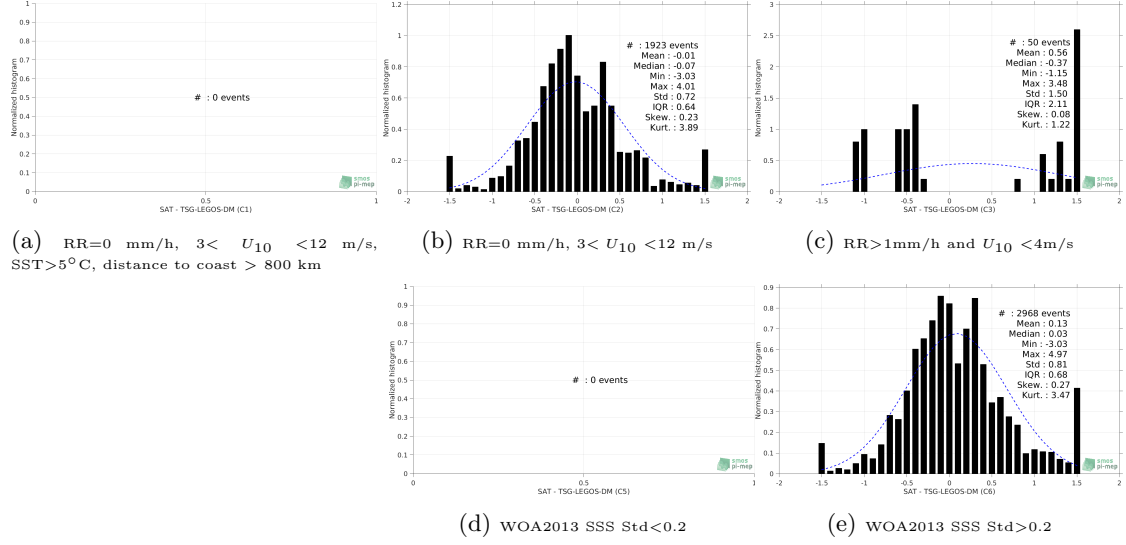 1
0.9
0.8
0.7
0.6
0.5
0.4
0.3
0.2
0.1
0
Normalized histogram
# : 0 events
smos
pi-mep
0 0.5 1
SAT - TSG-LEGOS-DM (C1)
(a) RR=0 mm/h, 3< U10 <12 m/s,
SST>5°C, distance to coast > 800 km
1.2
1
0.8
0.6
0.4
0.2
0
Normalized histogram
# : 1923 events
Mean : -0.01
Median : -0.07
Min : -3.03
Max : 4.01
Std : 0.72
IQR : 0.64
Skew. : 0.23
Kurt. : 3.89
smos
pi-mep
-2 -1.5 -1 -0.5 0 0.5 1 1.5 2
SAT - TSG-LEGOS-DM (C2)
(b) RR=0 mm/h, 3< U10 <12 m/s
3
2.5
2
1.5
1
0.5
0
Normalized histogram
# : 50 events
Mean : 0.56
Median : -0.37
Min : -1.15
Max : 3.48
Std : 1.50
IQR : 2.11
Skew. : 0.08
Kurt. : 1.22
smos
pi-mep
-2 -1.5 -1 -0.5 0 0.5 1 1.5 2
SAT - TSG-LEGOS-DM (C3)
(c) RR>1mm/h and U10 <4m/s
1
0.9
0.8
0.7
0.6
0.5
0.4
0.3
0.2
0.1
0
Normalized histogram
# : 0 events
smos
pi-mep
0 0.5 1
SAT - TSG-LEGOS-DM (C5)
(d) WOA2013 SSS Std<0.2
0.9
0.8
0.7
0.6
0.5
0.4
0.3
0.2
0.1
0
Normalized histogram
# : 2968 events
Mean : 0.13
Median : 0.03
Min : -3.03
Max : 4.97
Std : 0.81
IQR : 0.68
Skew. : 0.27
Kurt. : 3.47
smos
pi-mep
-2 -1.5 -1 -0.5 0 0.5 1 1.5 2
SAT - TSG-LEGOS-DM (C6)
(e) WOA2013 SSS Std>0.2